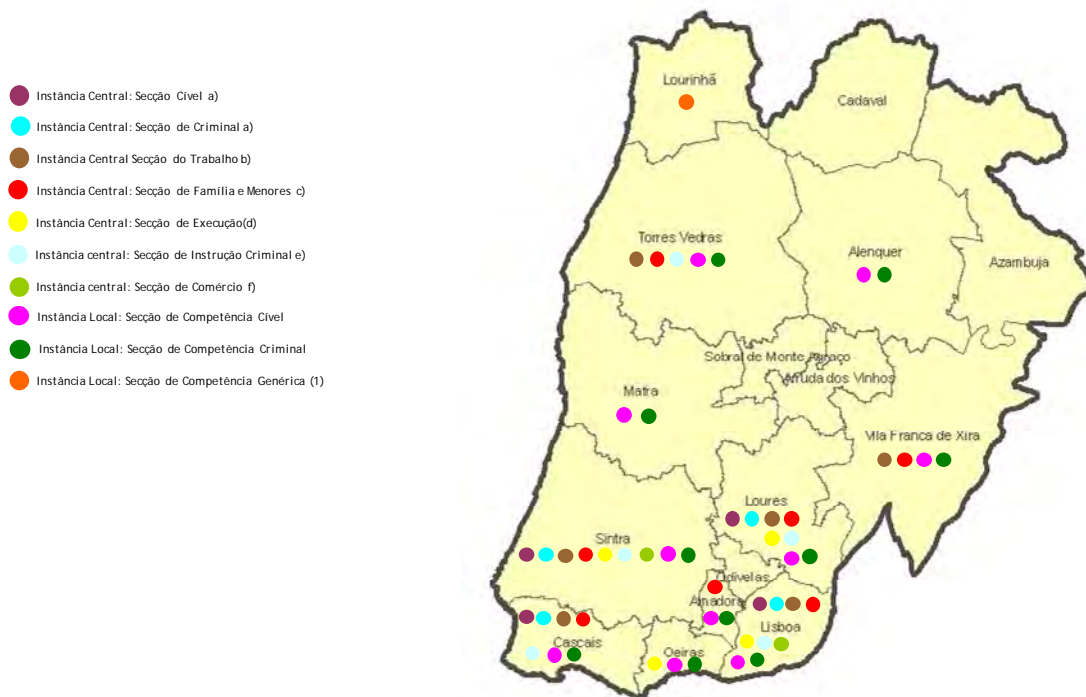 Instância Central: Secção Cível a)
Instância Central: Secção de Criminal a)
Instância Central Secção do Trabalho b)
Instância Central: Secção de Família e Menores c)
Instância Central: Secção de Execução(d)
Instância central: Secção de Instrução Criminal e)
Instância central: Secção de Comércio f)
Instância Local: Secção de Competência Cível
Instância Local: Secção de Competência Criminal
Instância Local: Secção de Competência Genérica (1)
Lourinhã
Cadaval
Torres Vedras
Alenquer
Azambuja
Sobral de Monte Agraço
Arruda dos Vinhos
Mafra
Vila Franca de Xira
Loures
Sintra
Odivelas
Amadora
Lisboa
Cascais
Oeiras